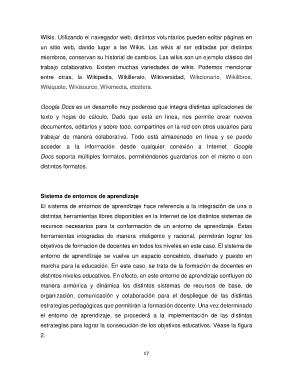 Wikis. Utilizando el navegador web, distintos voluntarios pueden editar páginas en
un sitio web, dando lugar a las Wikis. Las wikis al ser editadas por distintos
miembros, conservan su historial de cambios. Las wikis son un ejemplo clásico del
trabajo colaborativo. Existen muchas variedades de wikis. Podemos mencionar
entre otras, la Wikipedia, Wikillerato, Wikiversidad, Wikcionario, Wikilibros,
Wikiquote, Wikisource, Wikimedia, etcétera.
Google Docs es un desarrollo muy poderoso que integra distintas aplicaciones de
texto y hojas de cálculo. Dado que está en línea, nos permite crear nuevos
documentos, editarlos y sobre todo, compartirlos en la red con otros usuarios para
trabajar de manera colaborativa. Todo está almacenado en línea y se puede
acceder a la información desde cualquier conexión a Internet. Google
Docs soporta múltiples formatos, permitiéndonos guardarlos con el mismo o con
distintos formatos.
Sistema de entornos de aprendizaje
El sistema de entornos de aprendizaje hace referencia a la integración de una o
distintas herramientas libres disponibles en la Internet de los distintos sistemas de
recursos necesarios para la conformación de un entorno de aprendizaje. Estas
herramientas integradas de manera inteligente y racional, permitirán lograr los
objetivos de formación de docentes en todos los niveles en este caso. El sistema de
entorno de aprendizaje se vuelve un espacio concebido, diseñado y puesto en
marcha para la educación. En este caso, se trata de la formación de docentes en
distintos niveles educativos. En efecto, en este entorno de aprendizaje confluyen de
manera armónica y dinámica los distintos sistemas de recursos de base, de
organización, comunicación y colaboración para el despliegue de las distintas
estrategias pedagógicas que permitirán la formación docente. Una vez determinado
el entorno de aprendizaje, se procederá a la implementación de las distintas
estrategias para lograr la consecución de los objetivos educativos. Véase la figura
2.
17